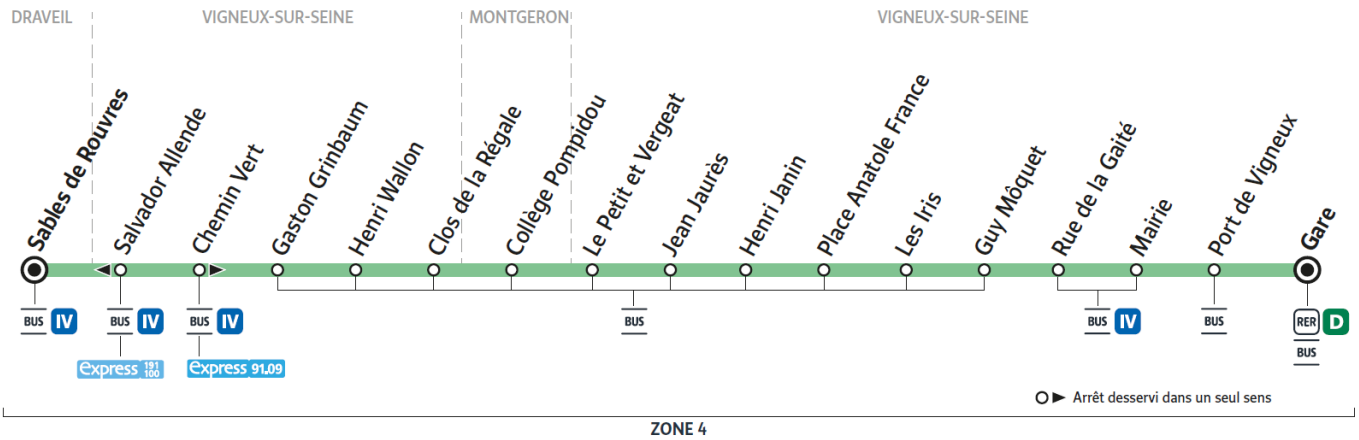 DRAVEIL
VIGNEUX-SUR-SEINE
MONTGERON
VIGNEUX-SUR-SEINE
Sables de Rouvres
Salvador Allende
Chemin Vert
Gaston Grinbaum
Henri Wallon
Clos de la Régale
Collège Pompidou
Le Petit et Vergeat
Jean Jaurès
Henri Janin
Place Anatole France
Les Iris
Guy Môquet
Rue de la Gaité
Mairie
Port de Vigneux
Gare
BUS IV
BUS IV
BUS IV
BUS
BUS IV
BUS
RER D
BUS
express 191 100
express 91.09
Arrêt desservi dans un seul sens
ZONE 4